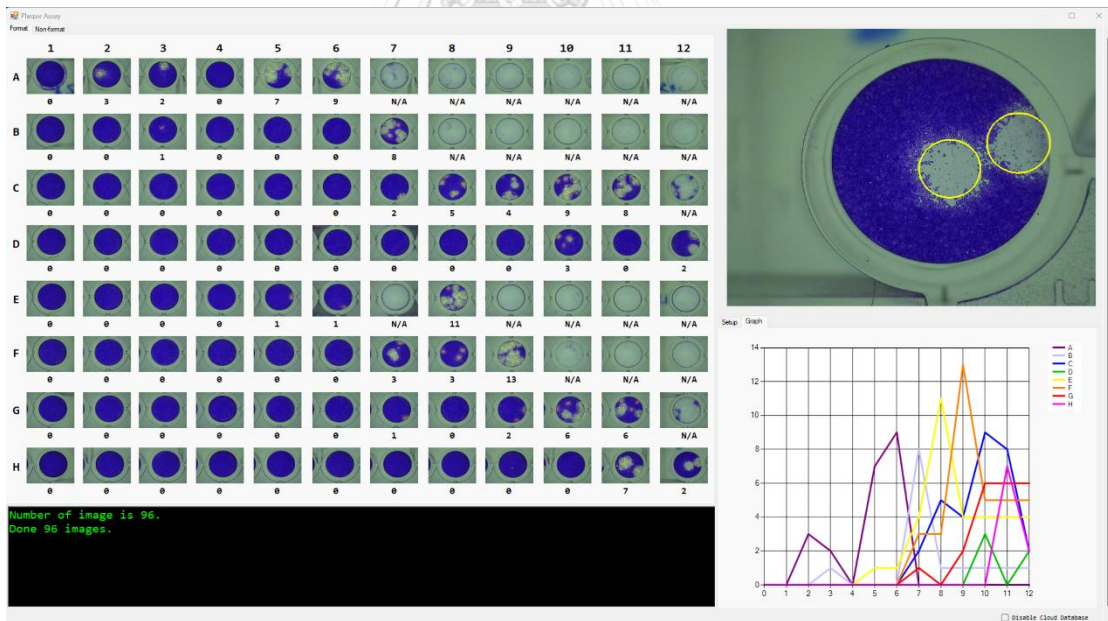 Plaque Assay
Format Non-format
1 2 3 4 5 6 7 8 9 10 11 12
A
0 3 2 0 7 9 N/A N/A N/A N/A N/A N/A
B
0 0 1 0 0 0 8 N/A N/A N/A N/A N/A
C
0 0 0 0 0 0 2 5 4 9 8 N/A
D
0 0 0 0 0 0 0 0 0 3 0 2
E
0 0 0 0 1 1 N/A 11 N/A N/A N/A N/A
F
0 0 0 0 0 0 3 3 13 N/A N/A N/A
G
0 0 0 0 0 0 1 0 2 6 6 N/A
H
0 0 0 0 0 0 0 0 0 0 7 2
Number of image is 96.
Done 96 images.
Setup Graph
14
12
10
8
6
4
2
0
0 1 2 3 4 5 6 7 8 9 10 11 12
A
B
C
D
E
F
G
H
Disable Cloud Database